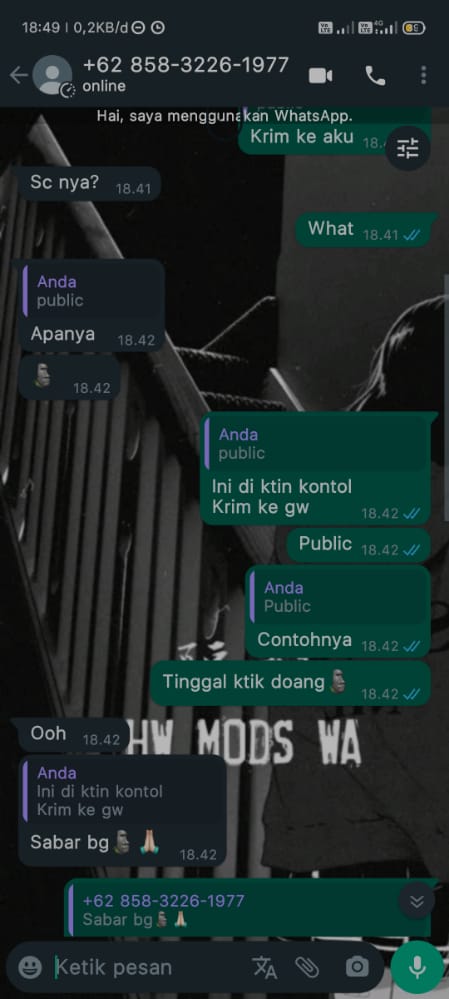 18:49 | 0,2KB/d
4G
+62 858-3226-1977
online
Hai, saya menggunakan WhatsApp.
Krim ke aku 18.4
Sc nya? 18.41
What 18.41
Anda
public
Apanya 18.42
🗿 18.42
Anda
public
Ini di ktin kontol
Krim ke gw 18.42
Public 18.42
Anda
Public
Contohnya 18.42
Tinggal ktik doang🗿 18.42
Ooh 18.42
HW MODS WA
Anda
Ini di ktin kontol
Krim ke gw
Sabar bg🗿🙏🏻 18.42
+62 858-3226-1977
Sabar bg🗿🙏🏻
Ketik pesan